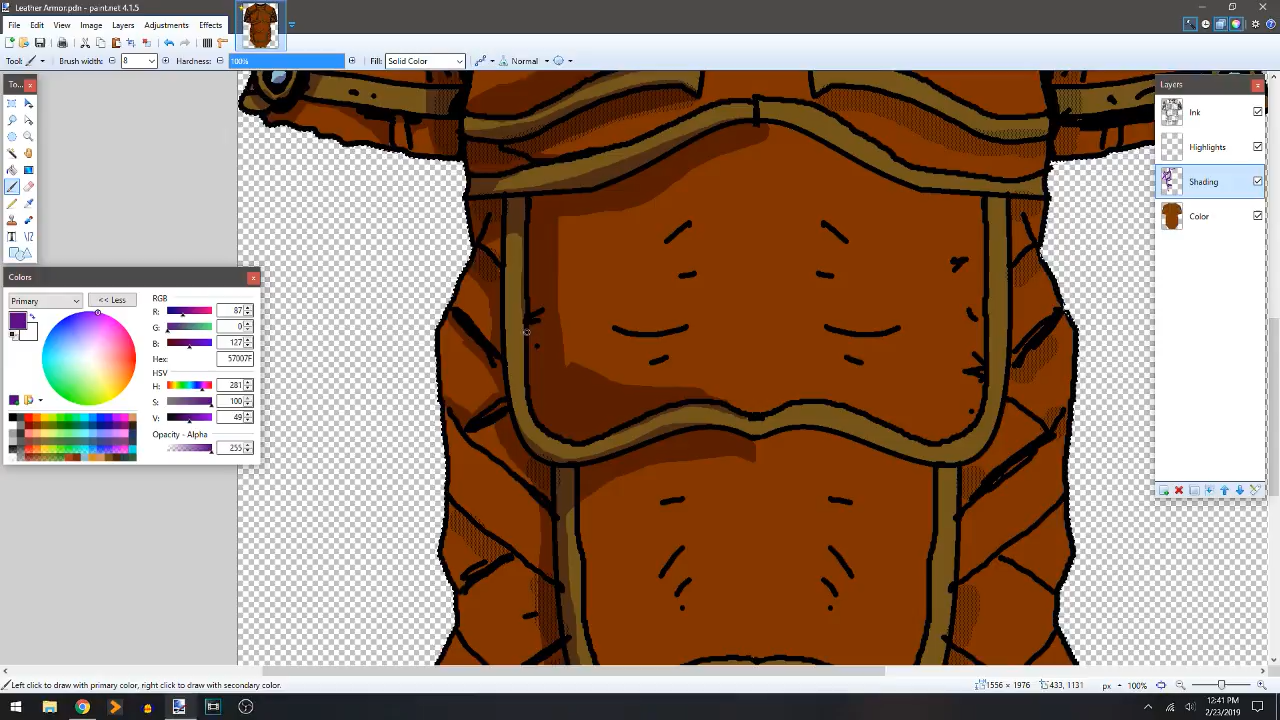 Leather Armor.pdn - paint.net 4.1.5
File Edit View Image Layers Adjustments Effects
Tool: Brush width: 8 Hardness: 100% Fill: Solid Color Normal
To...
Colors
Primary << Less
RGB
R: 87
G: 0
B: 127
Hex: 57007F
HSV
H: 281
S: 100
V: 49
Opacity - Alpha
255
Layers
Ink
Highlights
Shading
Color
Left click to draw with primary color, right click to draw with secondary color. 1556 × 1976 433, 1131 px 100%
12:41 PM
2/23/2019